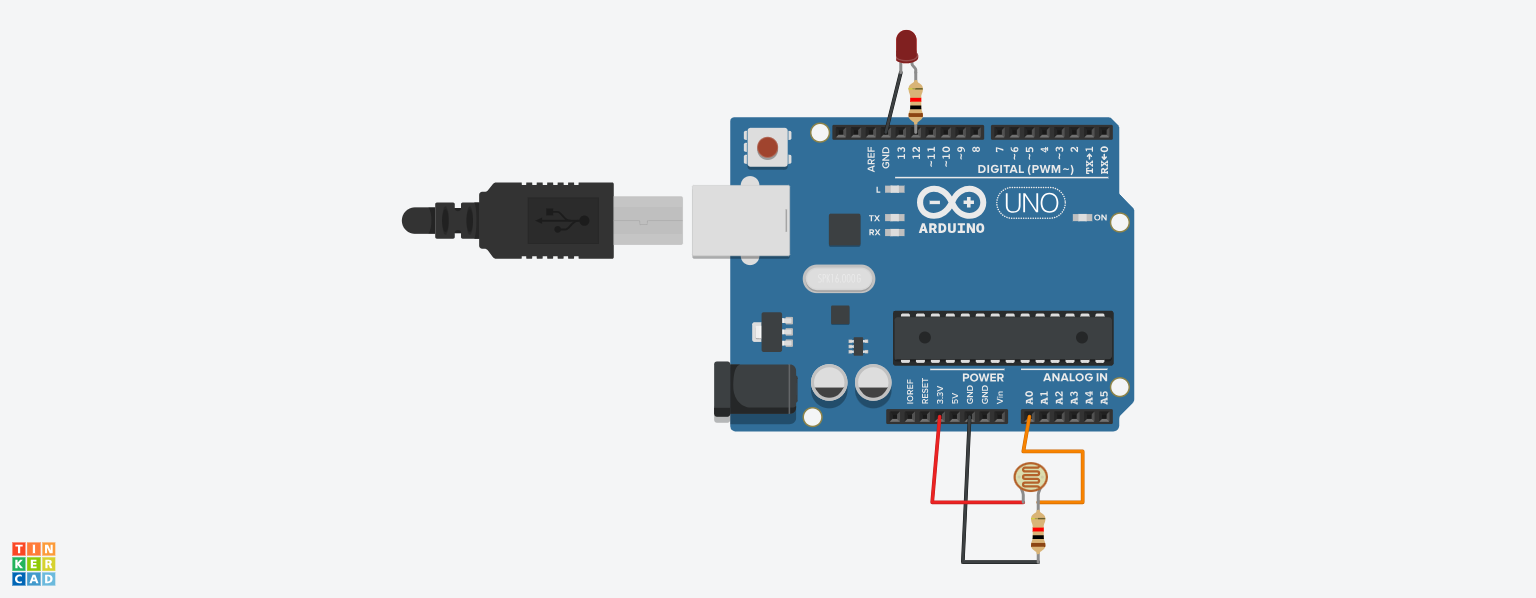 AREF
GND
13
12
~11
~10
~9
8
7
~6
~5
4
~3
2
TX→1
RX←0
DIGITAL (PWM ~)
L
TX
RX
ARDUINO
UNO
ON
POWER
ANALOG IN
IOREF
RESET
3.3V
5V
GND
GND
Vin
A0
A1
A2
A3
A4
A5
TIN
KER
CAD